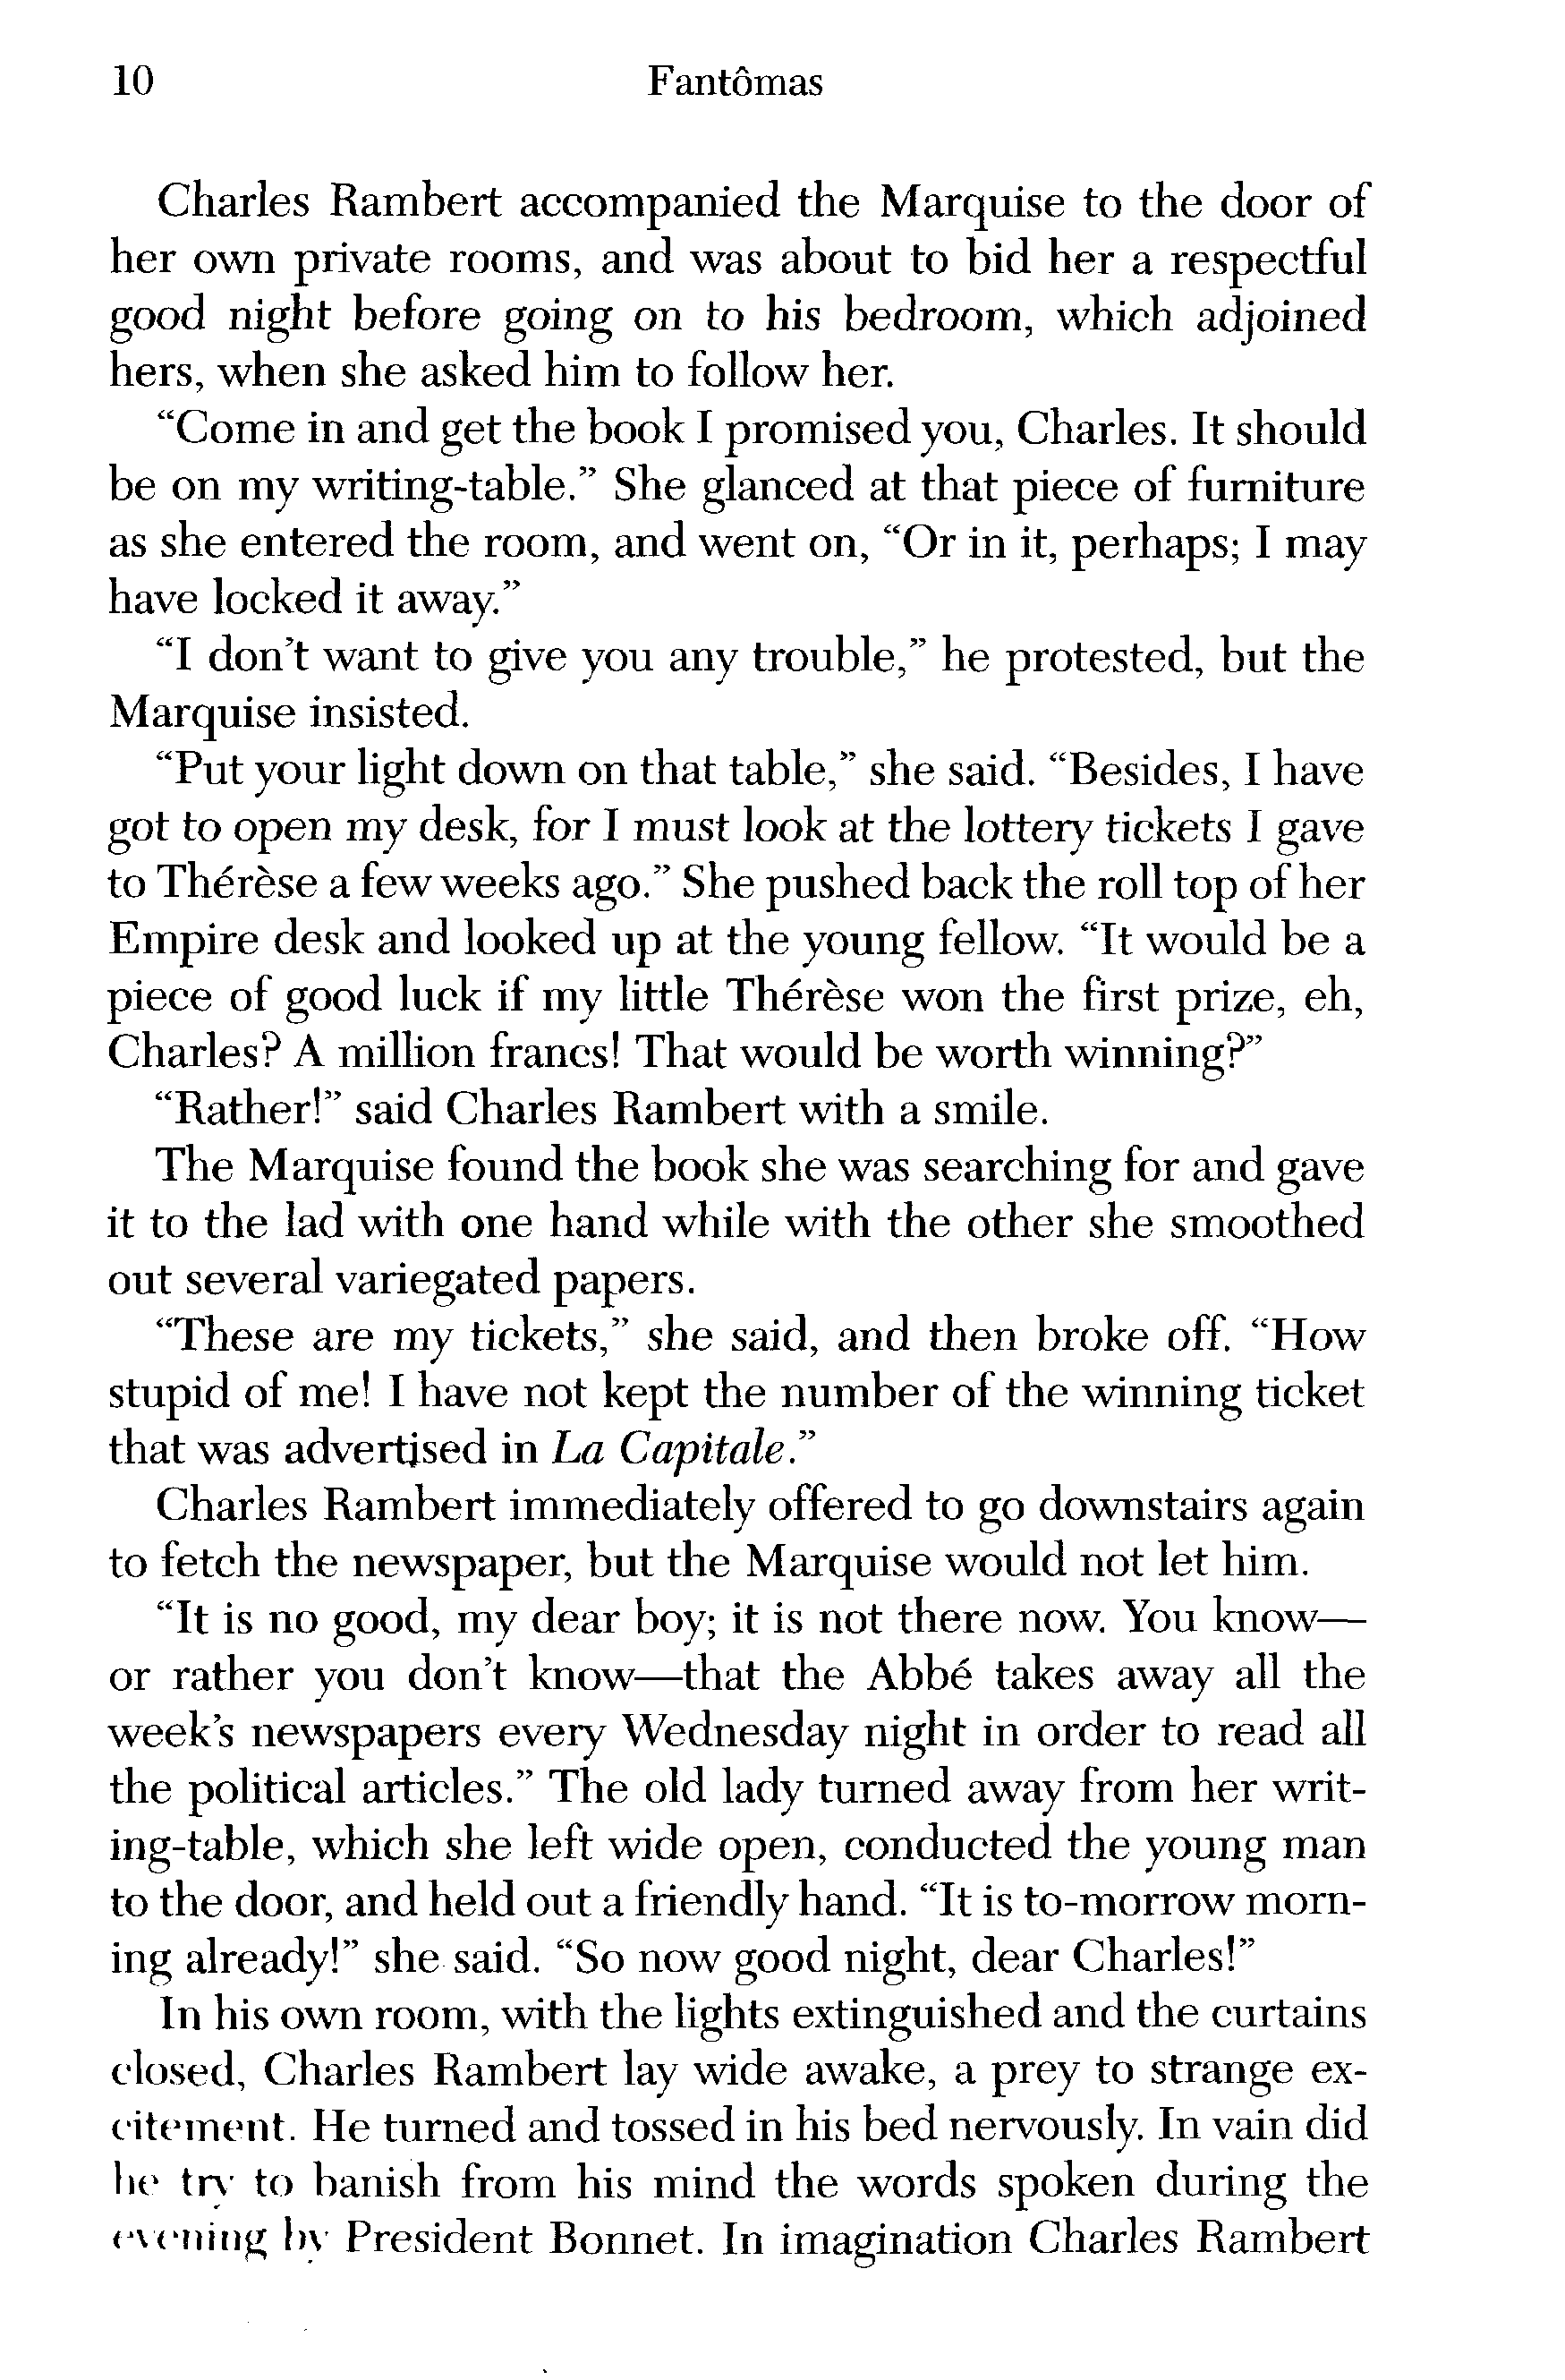 10 Fantômas
Charles Rambert accompanied the Marquise to the door of
her own private rooms, and was about to bid her a respectful
good night before going on to his bedroom, which adjoined
hers, when she asked him to follow her.
“Come in and get the book I promised you, Charles. It should
be on my writing-table.” She glanced at that piece of furniture
as she entered the room, and went on, “Or in it, perhaps; I may
have locked it away.”
“I don’t want to give you any trouble,” he protested, but the
Marquise insisted.
“Put your light down on that table,” she said. “Besides, I have
got to open my desk, for I must look at the lottery tickets I gave
to Thérèse a few weeks ago.” She pushed back the roll top of her
Empire desk and looked up at the young fellow. “It would be a
piece of good luck if my little Thérèse won the first prize, eh,
Charles? A million francs! That would be worth winning?”
“Rather!” said Charles Rambert with a smile.
The Marquise found the book she was searching for and gave
it to the lad with one hand while with the other she smoothed
out several variegated papers.
“These are my tickets,” she said, and then broke off. “How
stupid of me! I have not kept the number of the winning ticket
that was advertised in La Capitale.”
Charles Rambert immediately offered to go downstairs again
to fetch the newspaper, but the Marquise would not let him.
“It is no good, my dear boy; it is not there now. You know—
or rather you don’t know—that the Abbé takes away all the
week’s newspapers every Wednesday night in order to read all
the political articles.” The old lady turned away from her writ-
ing-table, which she left wide open, conducted the young man
to the door, and held out a friendly hand. “It is to-morrow morn-
ing already!” she said. “So now good night, dear Charles!”
In his own room, with the lights extinguished and the curtains
closed, Charles Rambert lay wide awake, a prey to strange ex-
citement. He turned and tossed in his bed nervously. In vain did
he try to banish from his mind the words spoken during the
evening by President Bonnet. In imagination Charles Rambert